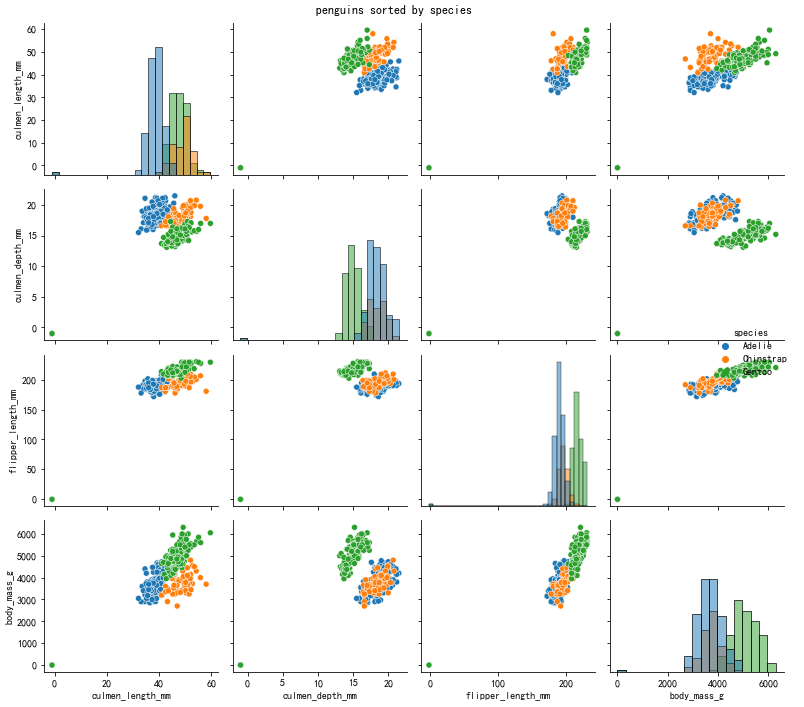 penguins sorted by species
culmen_length_mm
60
50
40
30
20
10
0
culmen_depth_mm
20
15
10
5
0
species
Adelie
Chinstrap
Gentoo
flipper_length_mm
200
150
100
50
0
body_mass_g
6000
5000
4000
3000
2000
1000
0
0 20 40 60
0 5 10 15 20
0 100 200
0 2000 4000 6000
culmen_length_mm
culmen_depth_mm
flipper_length_mm
body_mass_g